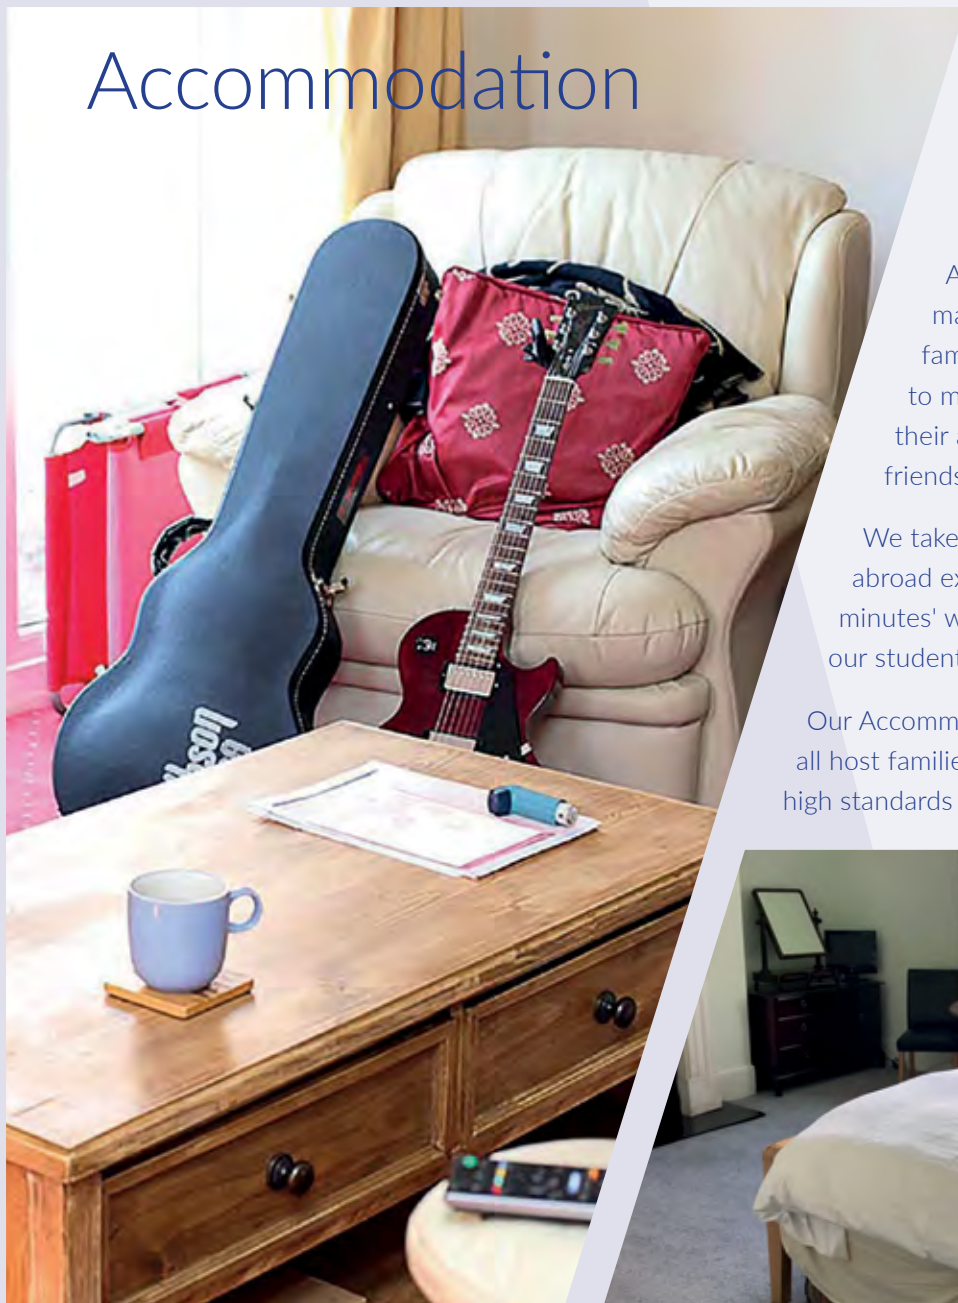 Accommodation
A
ma
fam
to m
their a
friends
We take
abroad ex
minutes' w
our student
Our Accomm
all host familie
high standards
Gibson